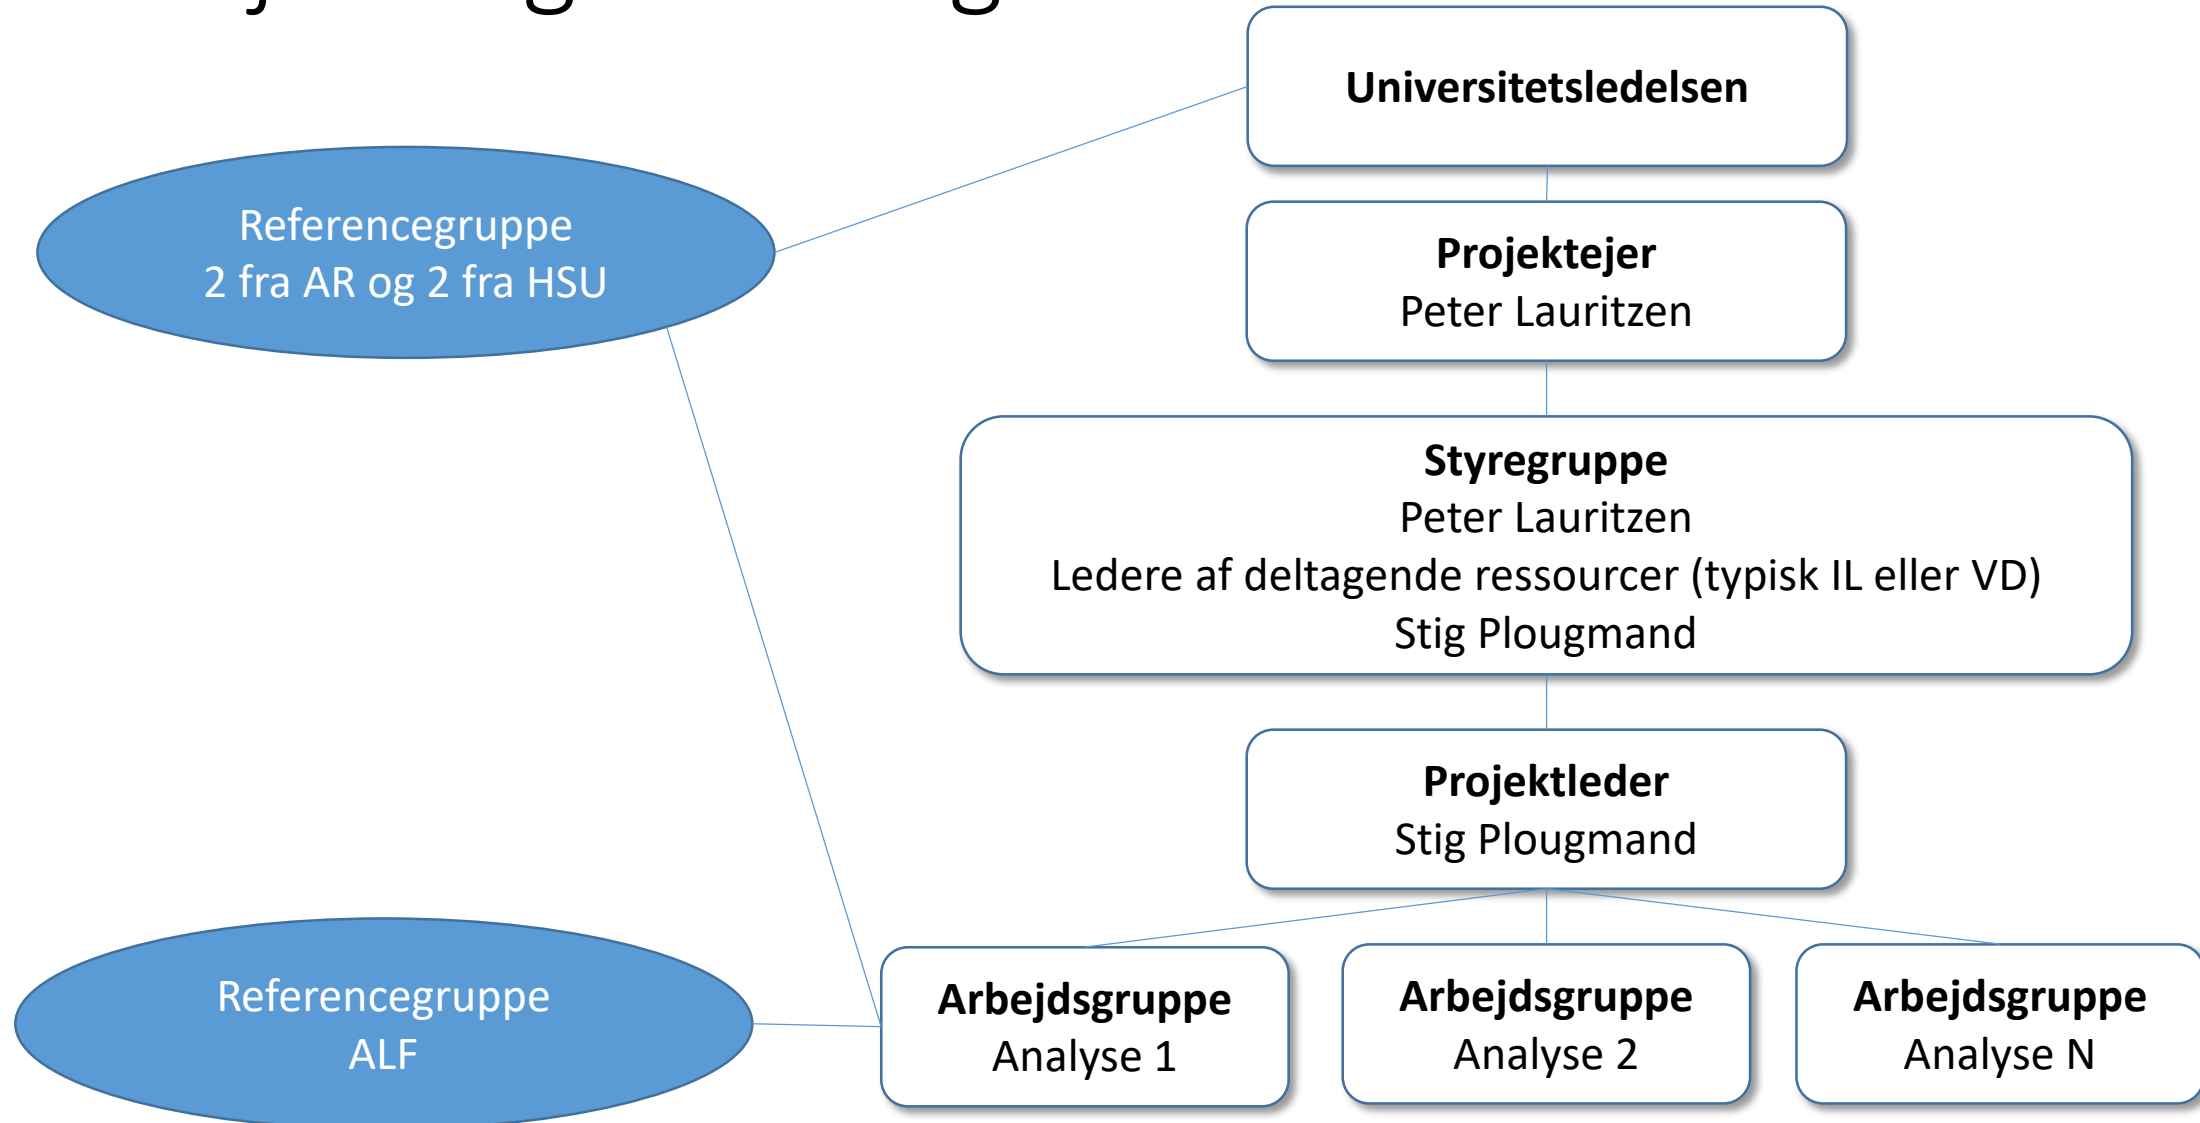 Universitetsledelsen
Referencegruppe
2 fra AR og 2 fra HSU
Projektejer
Peter Lauritzen
Styregruppe
Peter Lauritzen
Ledere af deltagende ressourcer (typisk IL eller VD)
Stig Plougmand
Projektleder
Stig Plougmand
Referencegruppe
ALF
Arbejdsgruppe
Analyse 1
Arbejdsgruppe
Analyse 2
Arbejdsgruppe
Analyse N